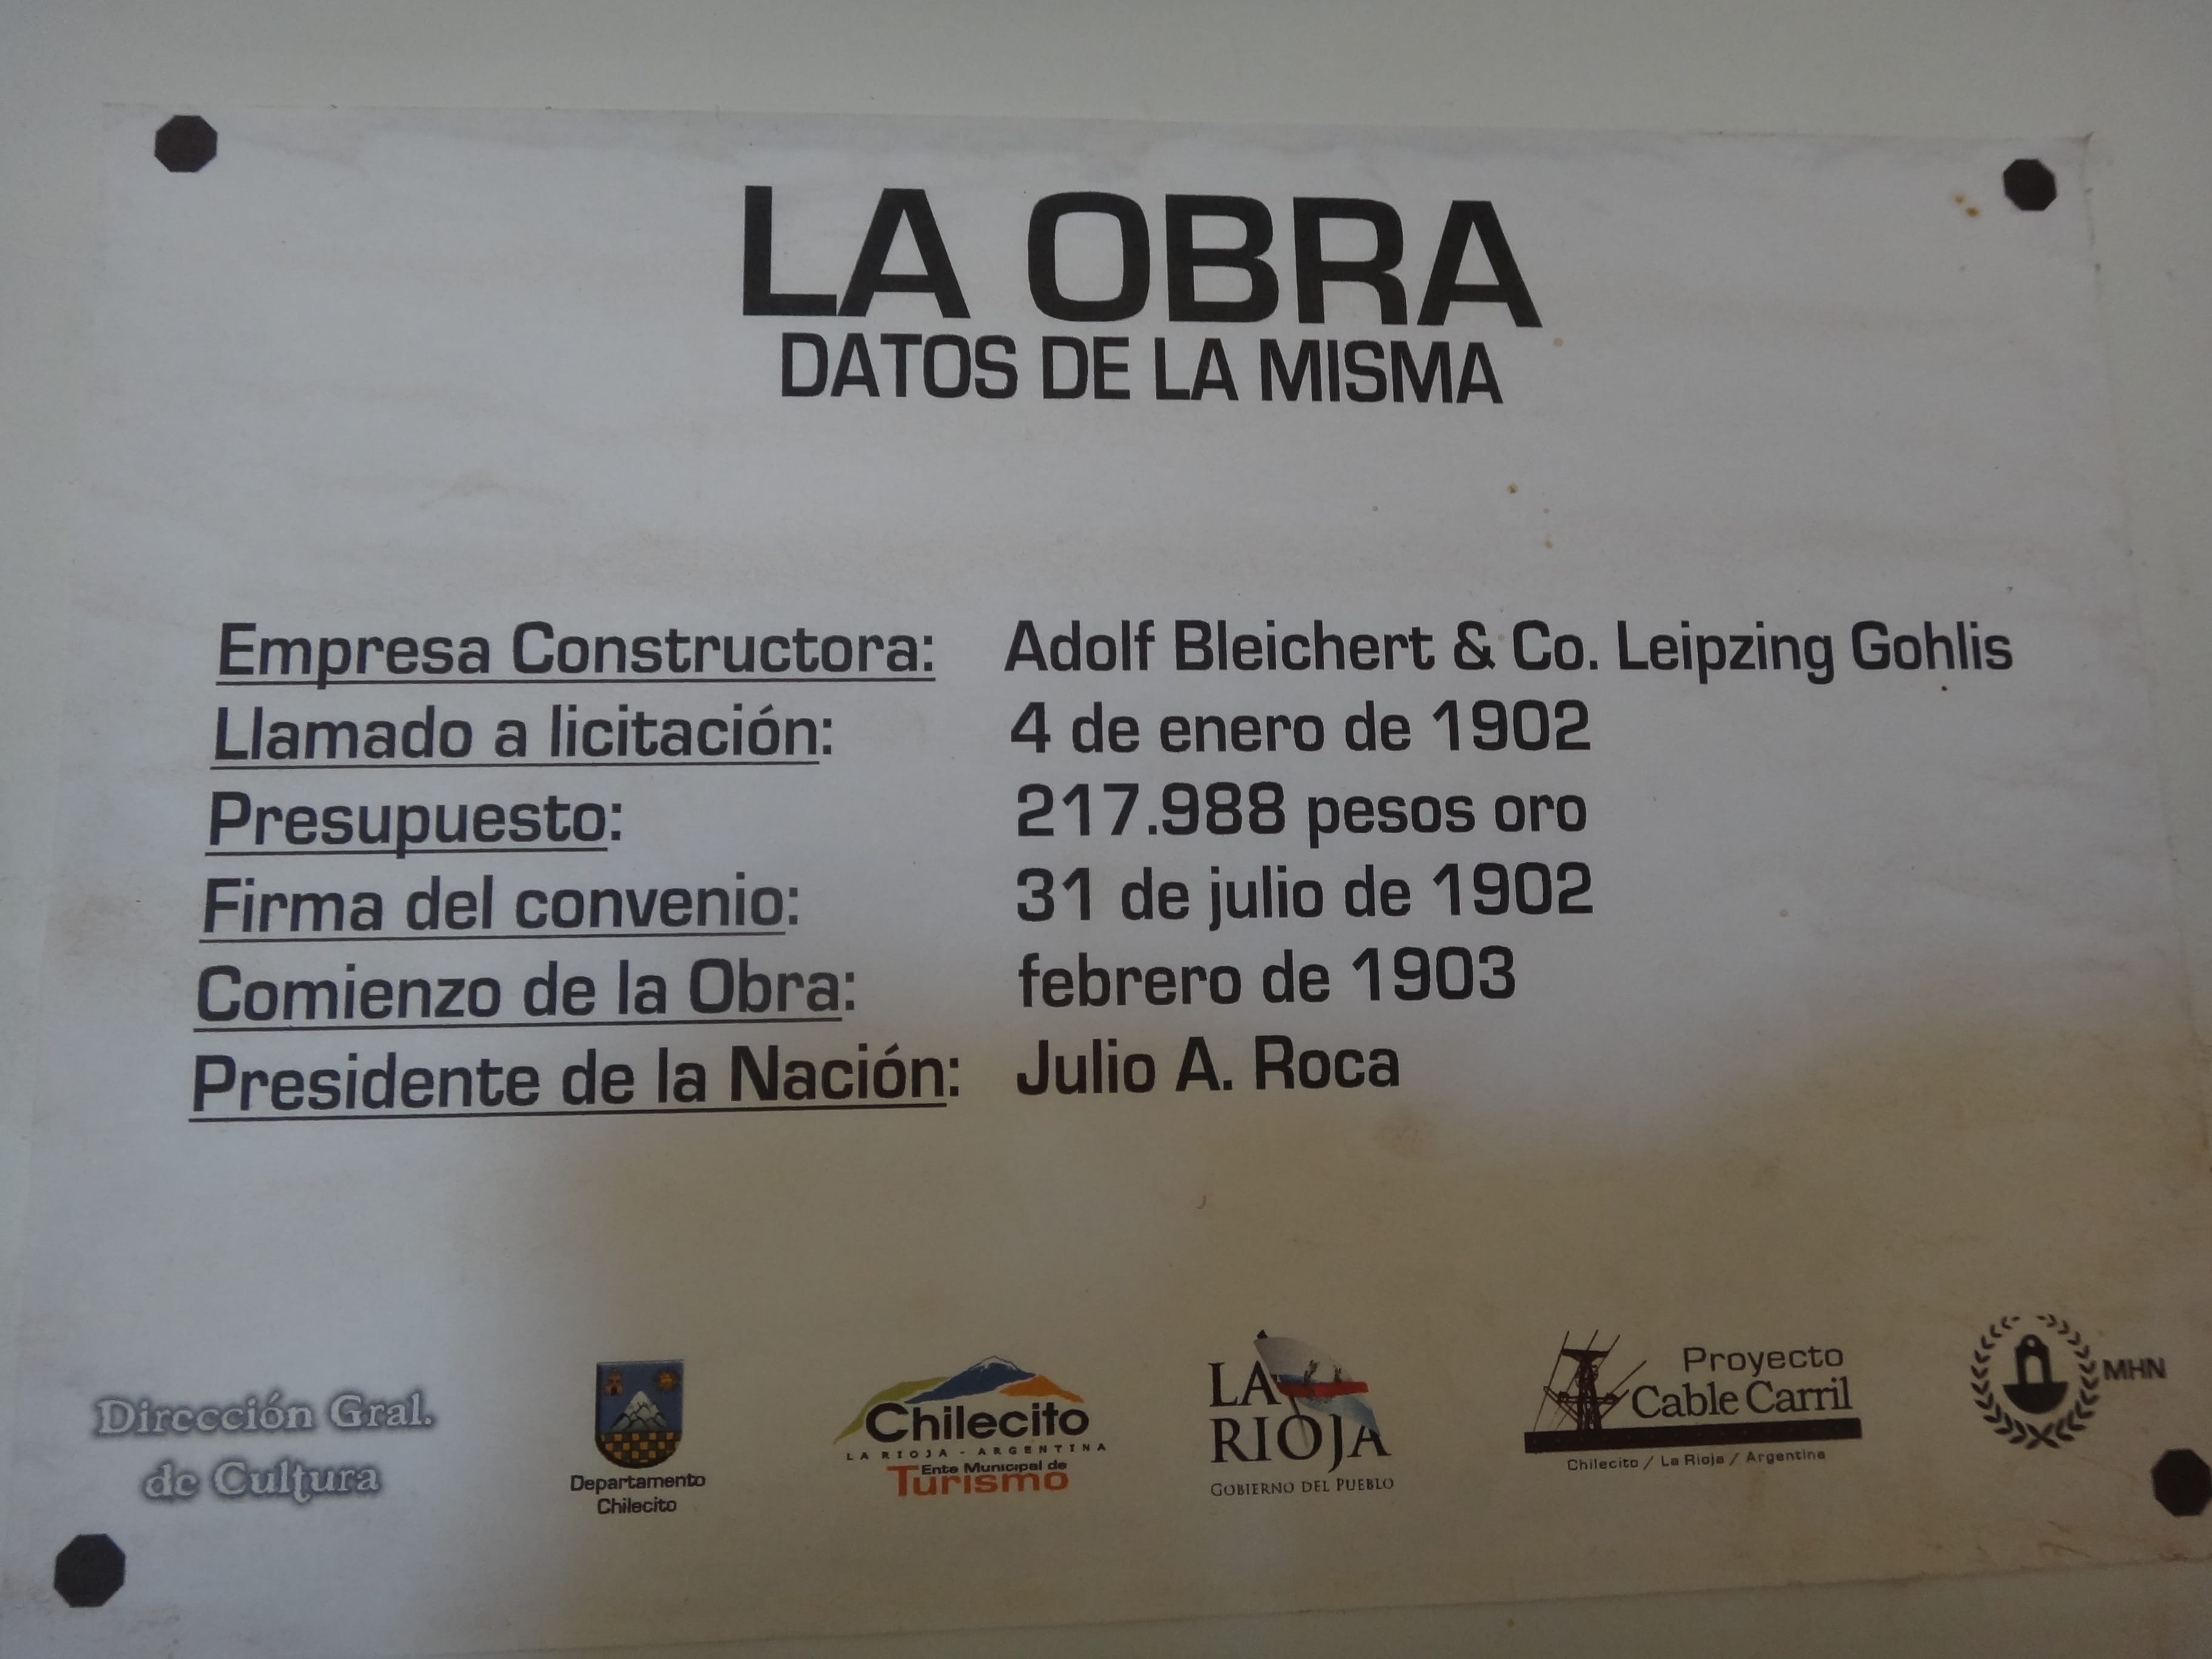 LA OBRA
DATOS DE LA MISMA
Empresa Constructora: Adolf Bleichert & Co. Leipzing Gohlis
Llamado a licitación: 4 de enero de 1902
Presupuesto: 217.988 pesos oro
Firma del convenio: 31 de julio de 1902
Comienzo de la Obra: febrero de 1903
Presidente de la Nación: Julio A. Roca
Dirección Gral.
de Cultura
Departamento
Chilecito
Chilecito
LA RIOJA - ARGENTINA
Ente Municipal de
Turismo
LA
RIOJA
GOBIERNO DEL PUEBLO
Proyecto
Cable Carril
Chilecito / La Rioja / Argentina
MHN